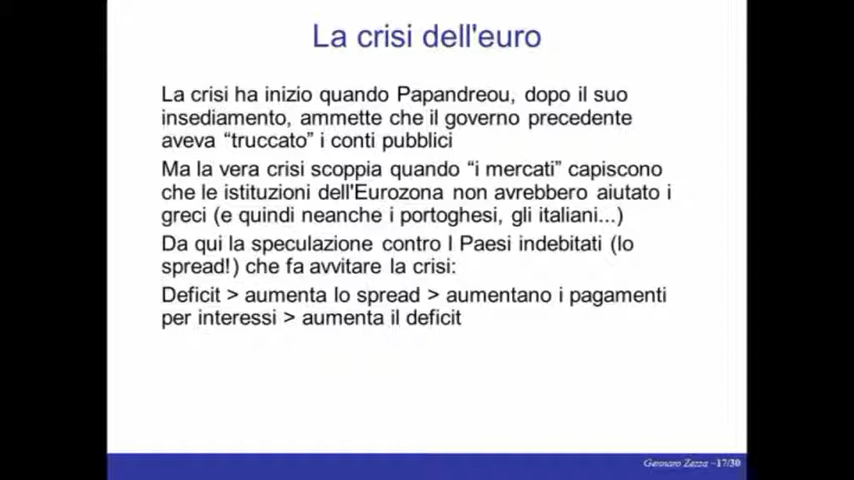 La crisi dell'euro
La crisi ha inizio quando Papandreou, dopo il suo
insediamento, ammette che il governo precedente
aveva “truccato” i conti pubblici
Ma la vera crisi scoppia quando “i mercati” capiscono
che le istituzioni dell'Eurozona non avrebbero aiutato i
greci (e quindi neanche i portoghesi, gli italiani...)
Da qui la speculazione contro I Paesi indebitati (lo
spread!) che fa avvitare la crisi:
Deficit > aumenta lo spread > aumentano i pagamenti
per interessi > aumenta il deficit
Gennaro Zezza –17/30